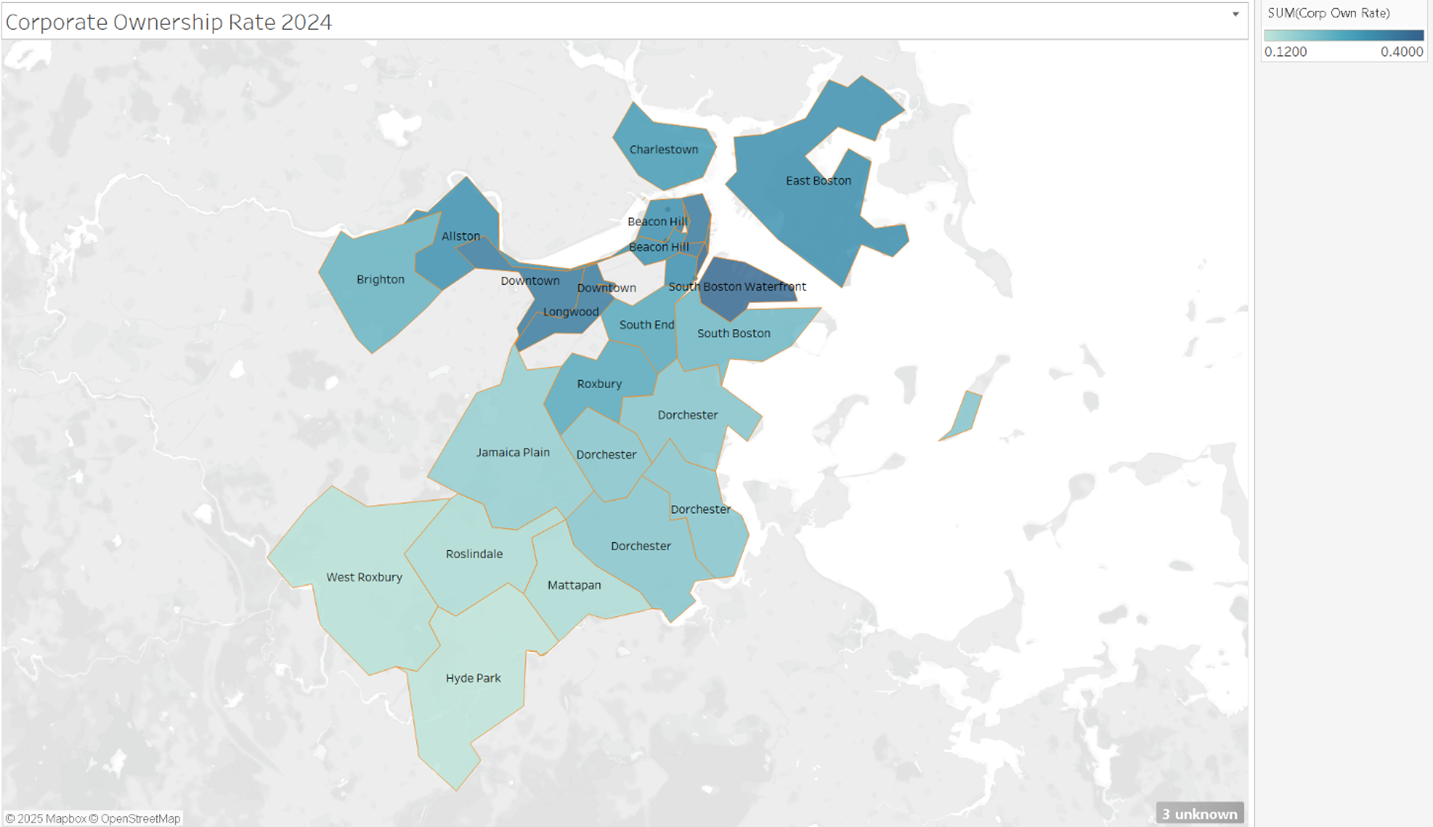 Corporate Ownership Rate 2024
SUM(Corp Own Rate)
0.1200 0.4000
Charlestown
East Boston
Beacon Hill
Allston
Beacon Hill
Brighton
Downtown
Downtown
South Boston Waterfront
Longwood
South End
South Boston
Roxbury
Dorchester
Jamaica Plain
Dorchester
Dorchester
Dorchester
Roslindale
West Roxbury
Mattapan
Hyde Park
3 unknown
© 2025 Mapbox © OpenStreetMap